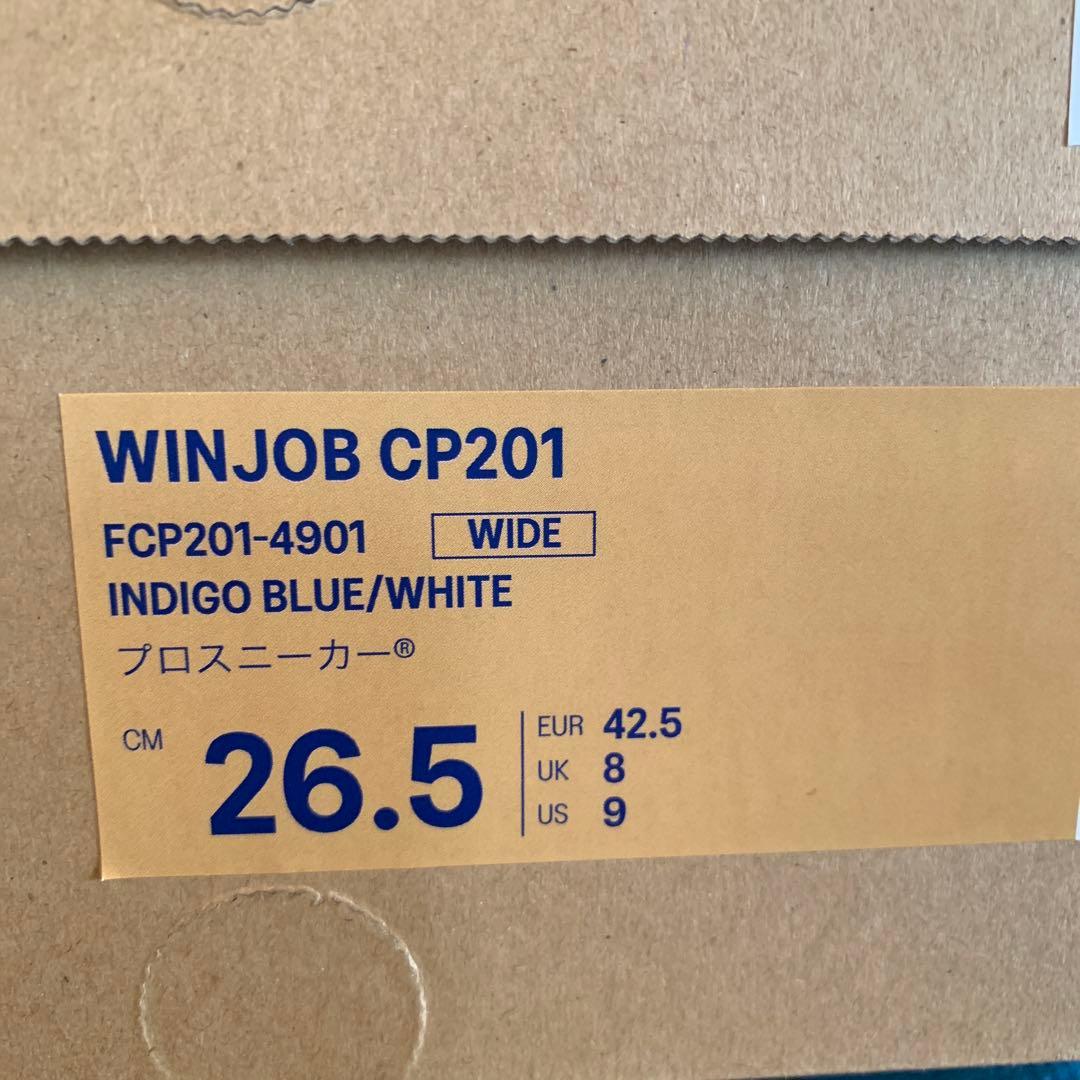 WINJOB CP201
FCP201-4901 WIDE
INDIGO BLUE/WHITE
プロスニーカー®
CM 26.5
EUR 42.5
UK 8
US 9